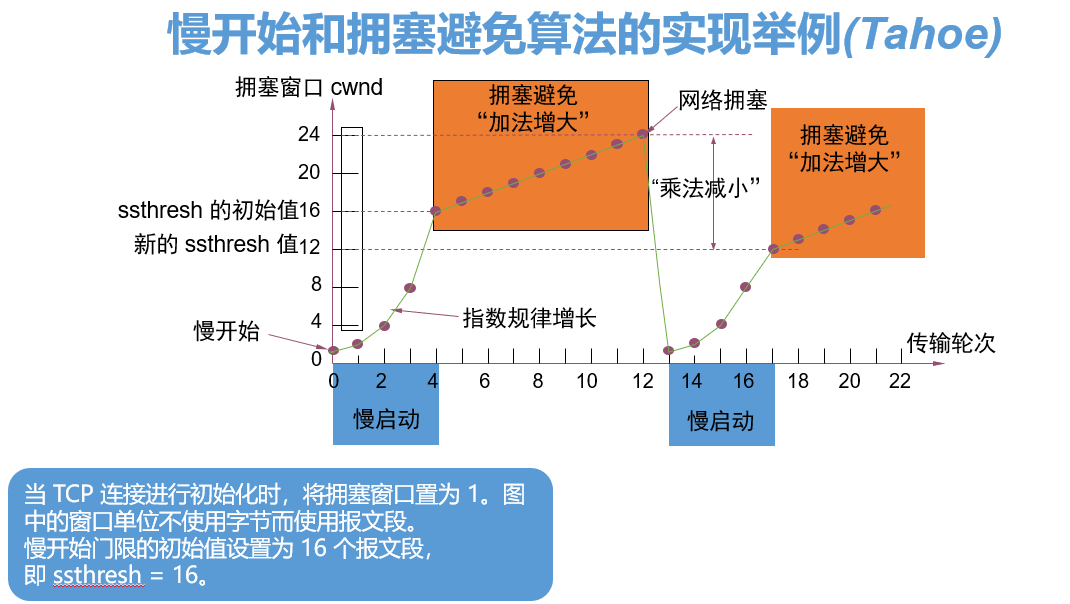 慢开始和拥塞避免算法的实现举例(Tahoe)
拥塞窗口 cwnd
拥塞避免
“加法增大”
网络拥塞
拥塞避免
“加法增大”
24
20
“乘法减小”
ssthresh 的初始值16
新的 ssthresh 值12
8
4
指数规律增长
慢开始
传输轮次
0
0 2 4 6 8 10 12 14 16 18 20 22
慢启动
慢启动
当 TCP 连接进行初始化时，将拥塞窗口置为 1。图
中的窗口单位不使用字节而使用报文段。
慢开始门限的初始值设置为 16 个报文段，
即 ssthresh = 16。